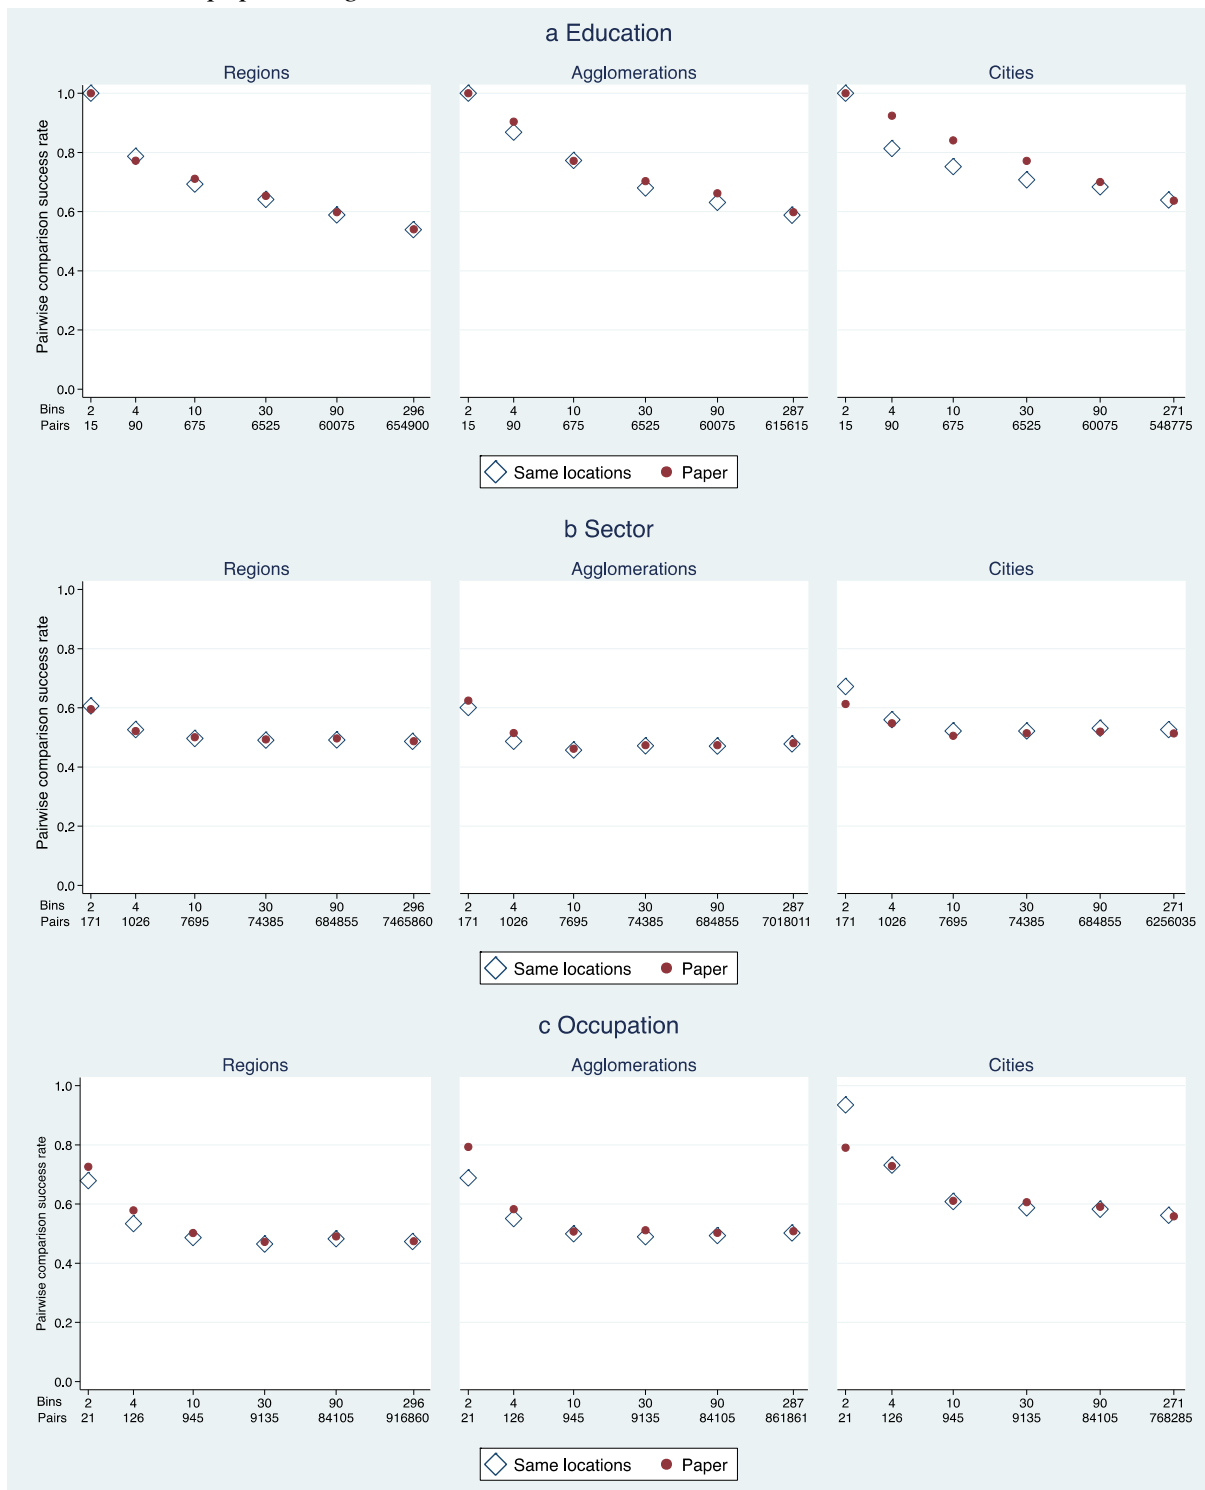 a Education
Regions Agglomerations Cities
Pairwise comparison success rate
1.0
0.8
0.6
0.4
0.2
0.0
Bins 2 4 10 30 90 296 2 4 10 30 90 287 2 4 10 30 90 271
Pairs 15 90 675 6525 60075 654900 15 90 675 6525 60075 615615 15 90 675 6525 60075 548775
Same locations Paper
b Sector
Regions Agglomerations Cities
Pairwise comparison success rate
1.0
0.8
0.6
0.4
0.2
0.0
Bins 2 4 10 30 90 296 2 4 10 30 90 287 2 4 10 30 90 271
Pairs 171 1026 7695 74385 684855 7465860 171 1026 7695 74385 684855 7018011 171 1026 7695 74385 684855 6256035
Same locations Paper
c Occupation
Regions Agglomerations Cities
Pairwise comparison success rate
1.0
0.8
0.6
0.4
0.2
0.0
Bins 2 4 10 30 90 296 2 4 10 30 90 287 2 4 10 30 90 271
Pairs 21 126 945 9135 84105 916860 21 126 945 9135 84105 861861 21 126 945 9135 84105 768285
Same locations Paper